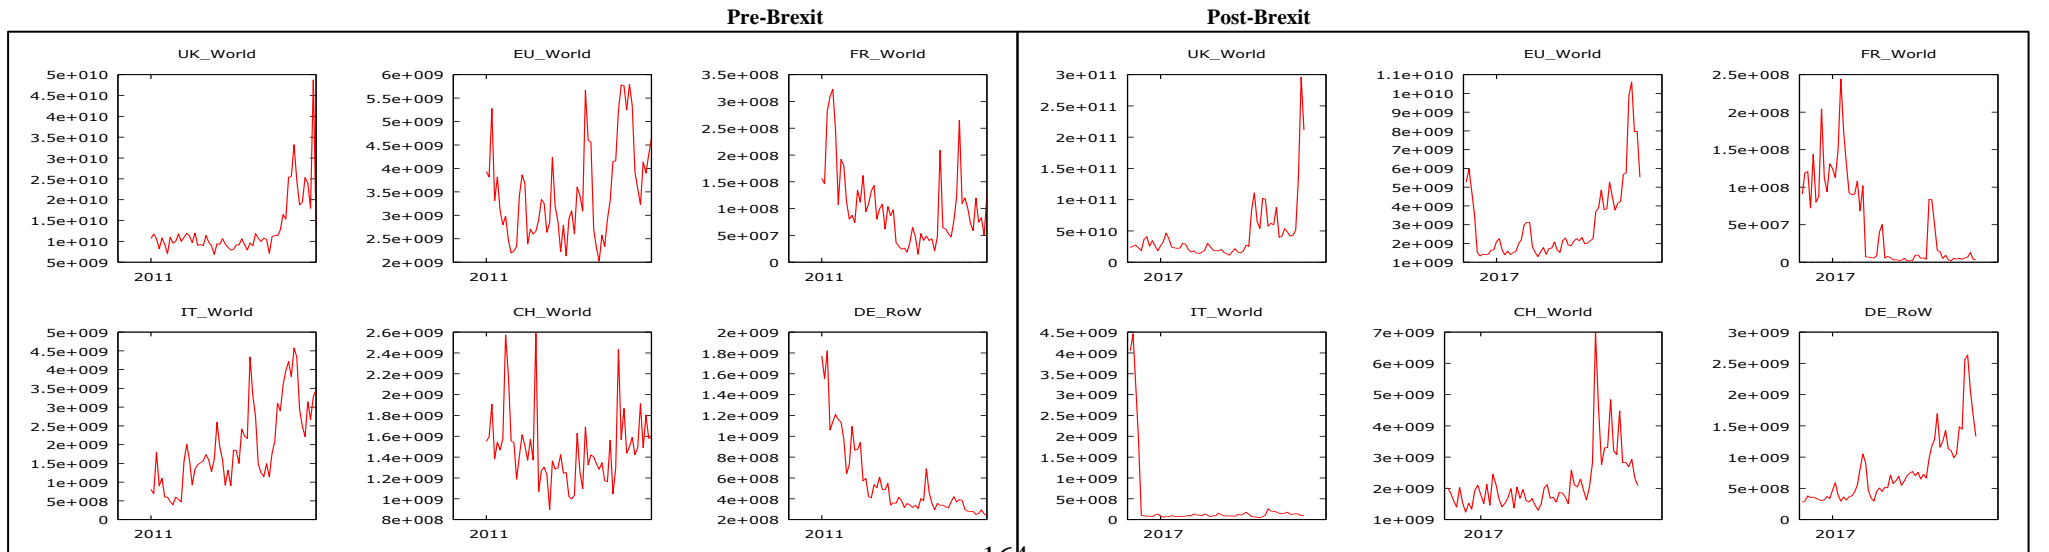 Pre-Brexit Post-Brexit
UK_World EU_World FR_World UK_World EU_World FR_World
5e+010
4.5e+010
4e+010
3.5e+010
3e+010
2.5e+010
2e+010
1.5e+010
1e+010
5e+009
2011
6e+009
5.5e+009
5e+009
4.5e+009
4e+009
3.5e+009
3e+009
2.5e+009
2e+009
2011
3.5e+008
3e+008
2.5e+008
2e+008
1.5e+008
1e+008
5e+007
0
2011
3e+011
2.5e+011
2e+011
1.5e+011
1e+011
5e+010
0
2017
1.1e+010
1e+010
9e+009
8e+009
7e+009
6e+009
5e+009
4e+009
3e+009
2e+009
1e+009
2017
2.5e+008
2e+008
1.5e+008
1e+008
5e+007
0
2017
IT_World CH_World DE_RoW IT_World CH_World DE_RoW
5e+009
4.5e+009
4e+009
3.5e+009
3e+009
2.5e+009
2e+009
1.5e+009
1e+009
5e+008
0
2011
2.6e+009
2.4e+009
2.2e+009
2e+009
1.8e+009
1.6e+009
1.4e+009
1.2e+009
1e+009
8e+008
2011
2e+009
1.8e+009
1.6e+009
1.4e+009
1.2e+009
1e+009
8e+008
6e+008
4e+008
2e+008
2011
4.5e+009
4e+009
3.5e+009
3e+009
2.5e+009
2e+009
1.5e+009
1e+009
5e+008
0
2017
7e+009
6e+009
5e+009
4e+009
3e+009
2e+009
1e+009
2017
3e+009
2.5e+009
2e+009
1.5e+009
1e+009
5e+008
0
2017
164